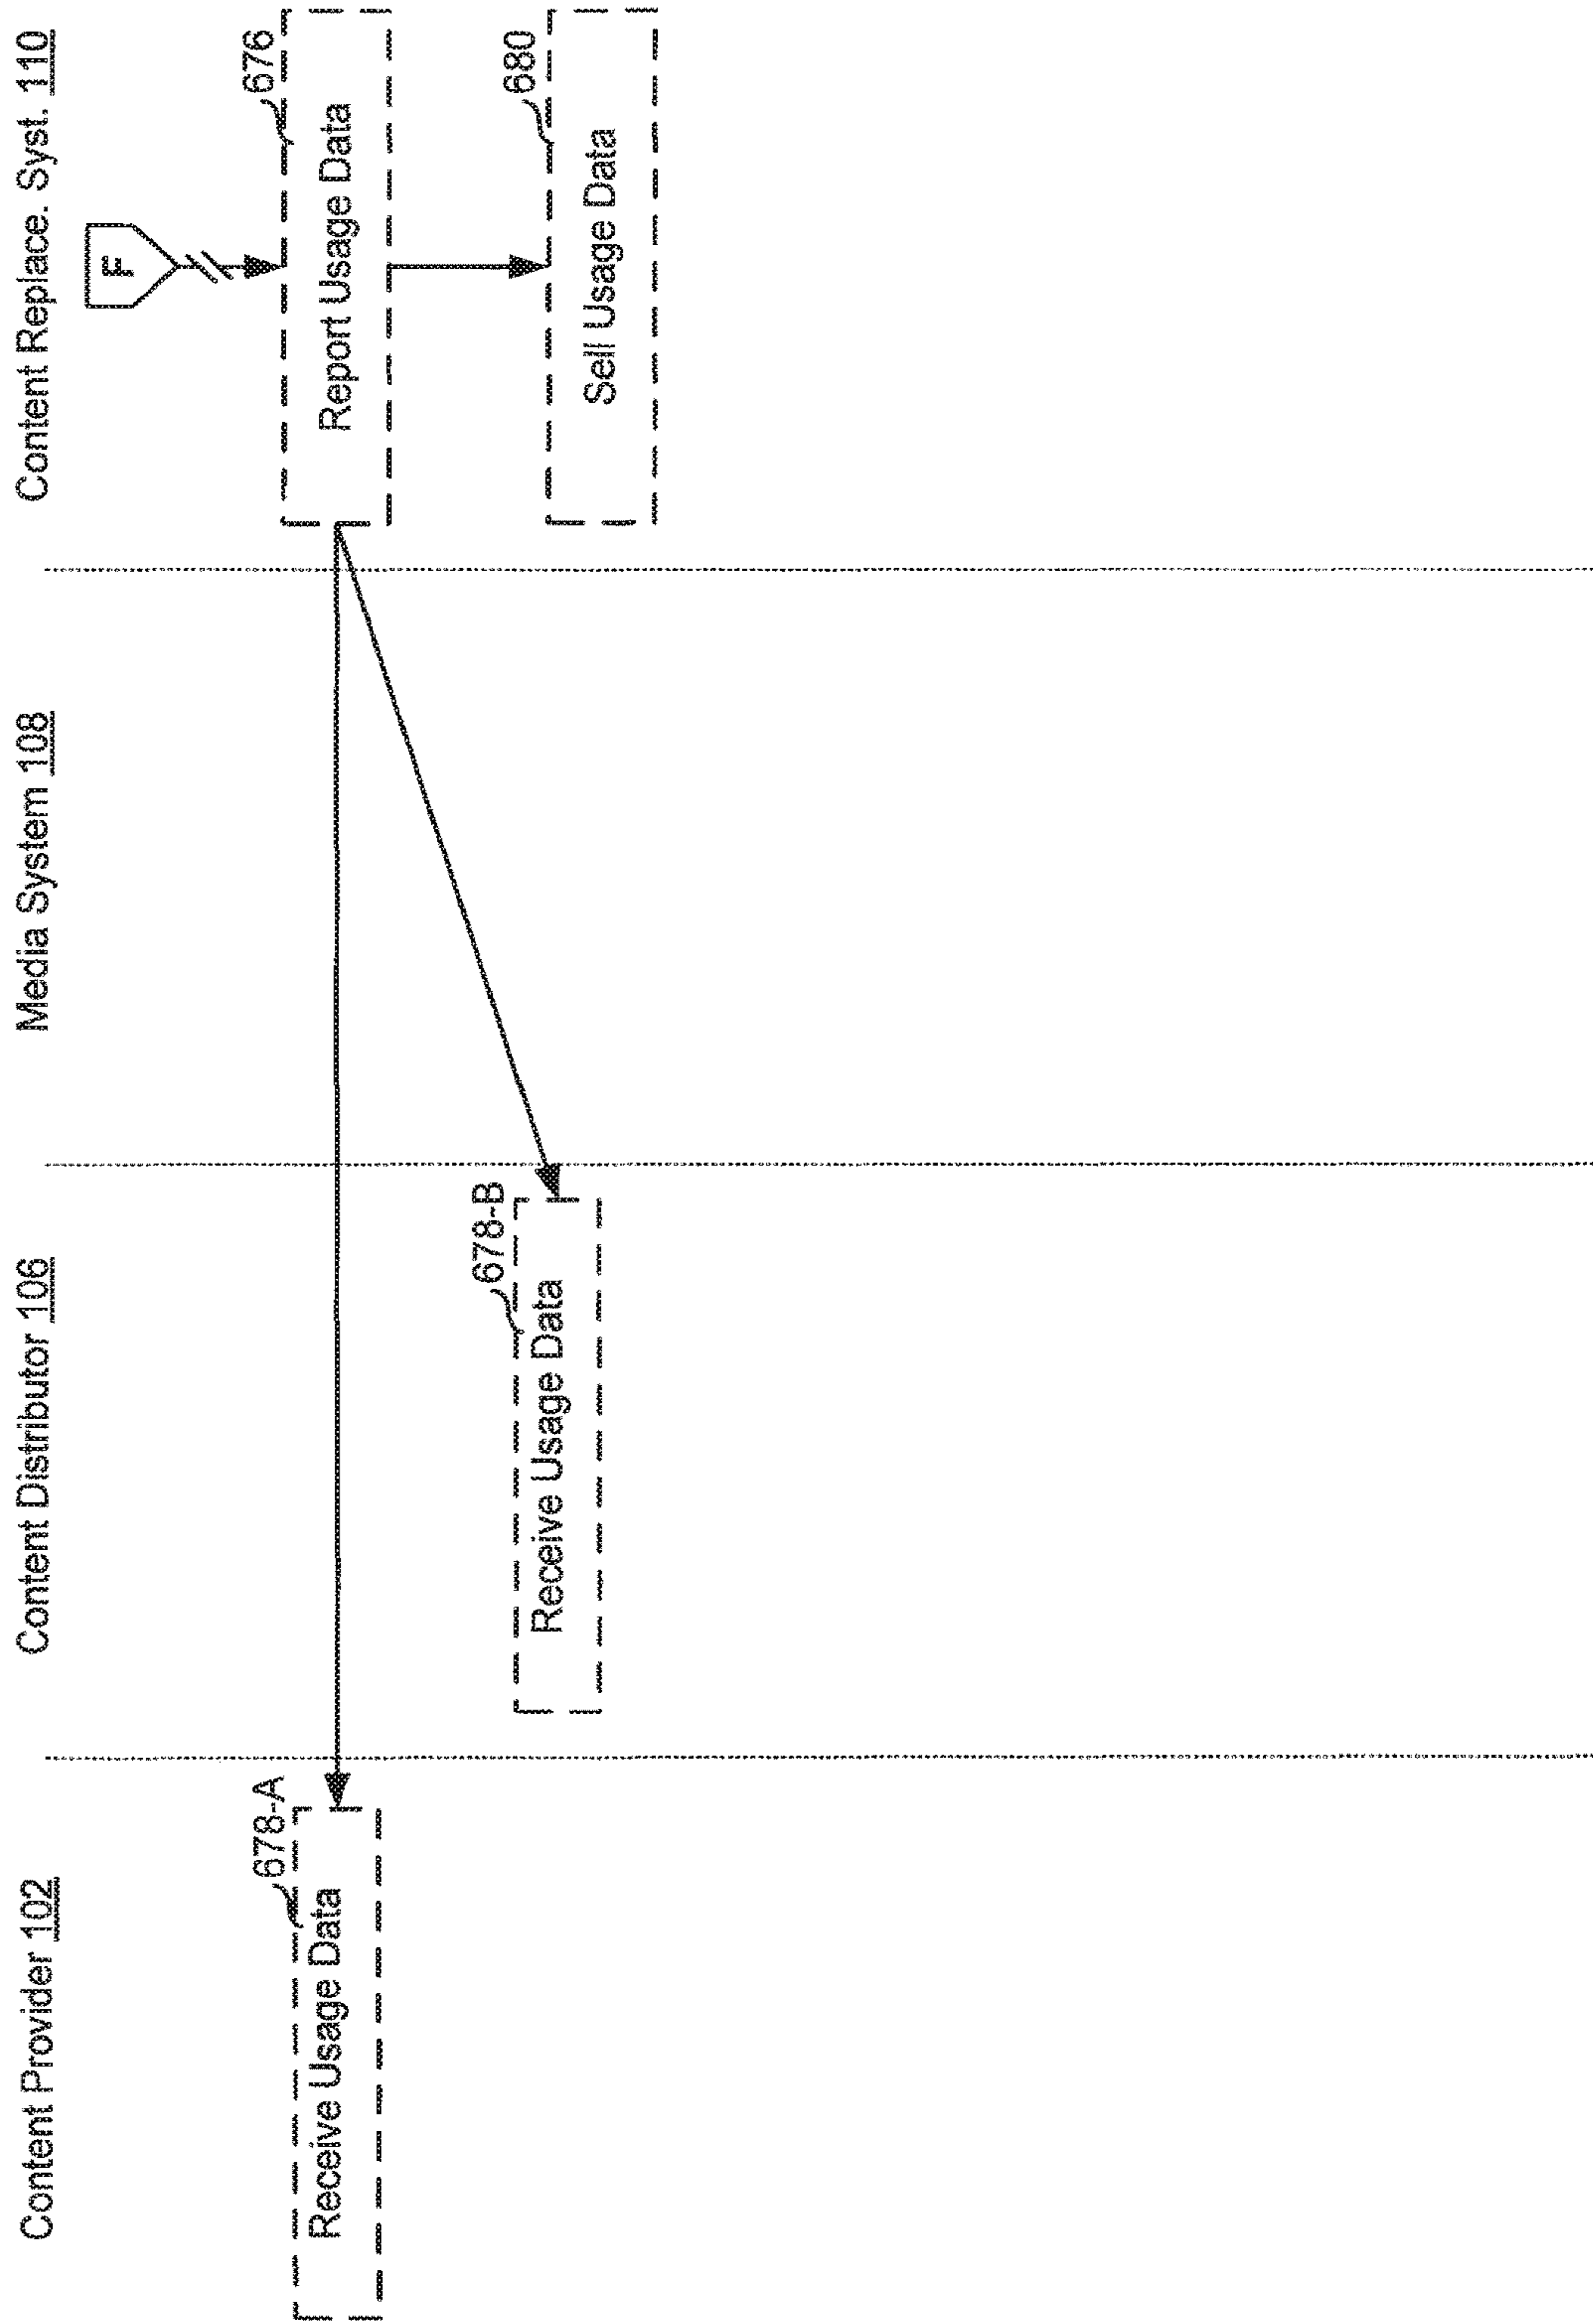 Content Provider 102
Content Distributor 106
Media System 108
Content Replace. Syst. 110
F
676
Report Usage Data
678-A
Receive Usage Data
678-B
Receive Usage Data
680
Sell Usage Data